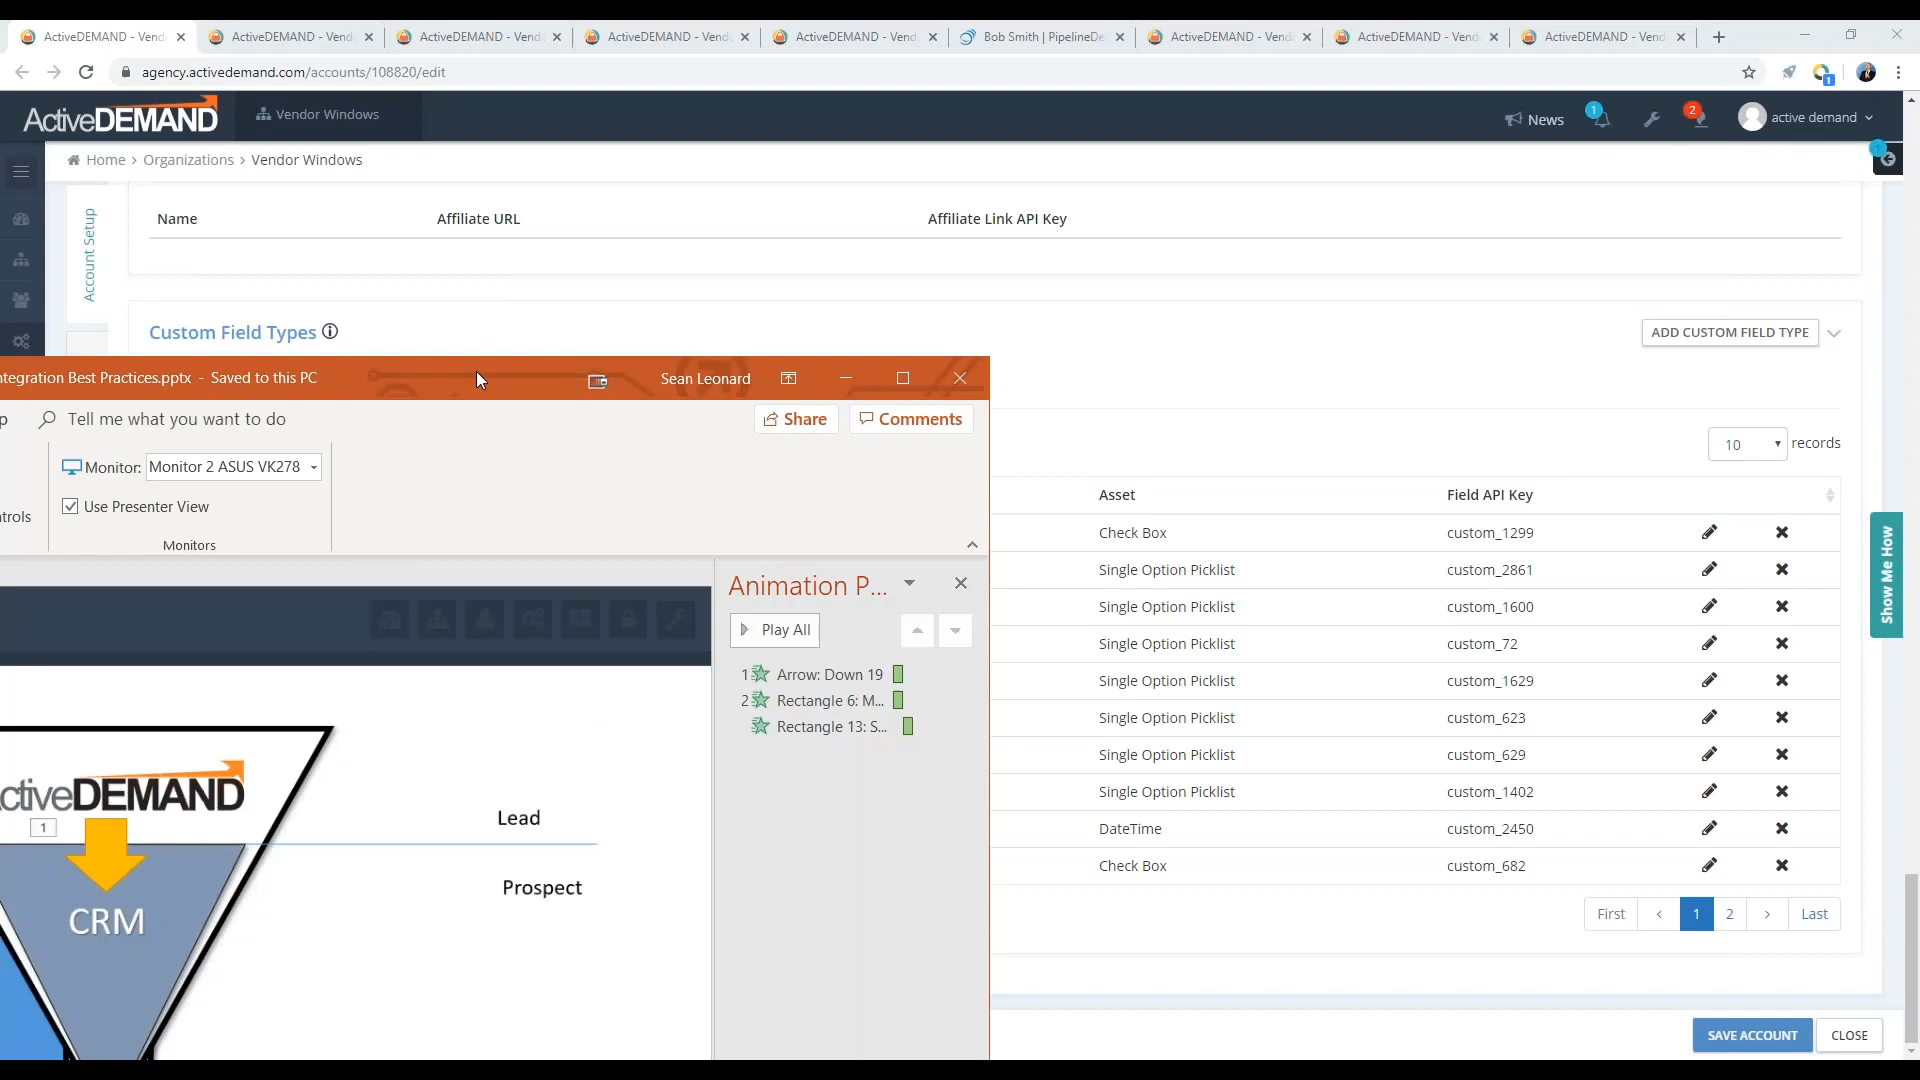 ActiveDEMAND - Vend
ActiveDEMAND - Vend
ActiveDEMAND - Vend
ActiveDEMAND - Vend
ActiveDEMAND - Vend
Bob Smith | PipelineDe
ActiveDEMAND - Vend
ActiveDEMAND - Vend
ActiveDEMAND - Vend
agency.activedemand.com/accounts/108820/edit
1
ActiveDEMAND
Vendor Windows
News
1
2
active demand
Home > Organizations > Vendor Windows
Account Setup
Name
Affiliate URL
Affiliate Link API Key
Custom Field Types
ADD CUSTOM FIELD TYPE
ntegration Best Practices.pptx - Saved to this PC
Sean Leonard
p
Tell me what you want to do
Share
Comments
Monitor: Monitor 2 ASUS VK278
Use Presenter View
trols
Monitors
Animation P...
Play All
1 Arrow: Down 19
2 Rectangle 6: M...
Rectangle 13: S...
ctiveDEMAND
1
Lead
Prospect
CRM
10 records
Asset Field API Key
Check Box custom_1299
Single Option Picklist custom_2861
Single Option Picklist custom_1600
Single Option Picklist custom_72
Single Option Picklist custom_1629
Single Option Picklist custom_623
Single Option Picklist custom_629
Single Option Picklist custom_1402
DateTime custom_2450
Check Box custom_682
First ‹ 1 2 › Last
Show Me How
SAVE ACCOUNT
CLOSE